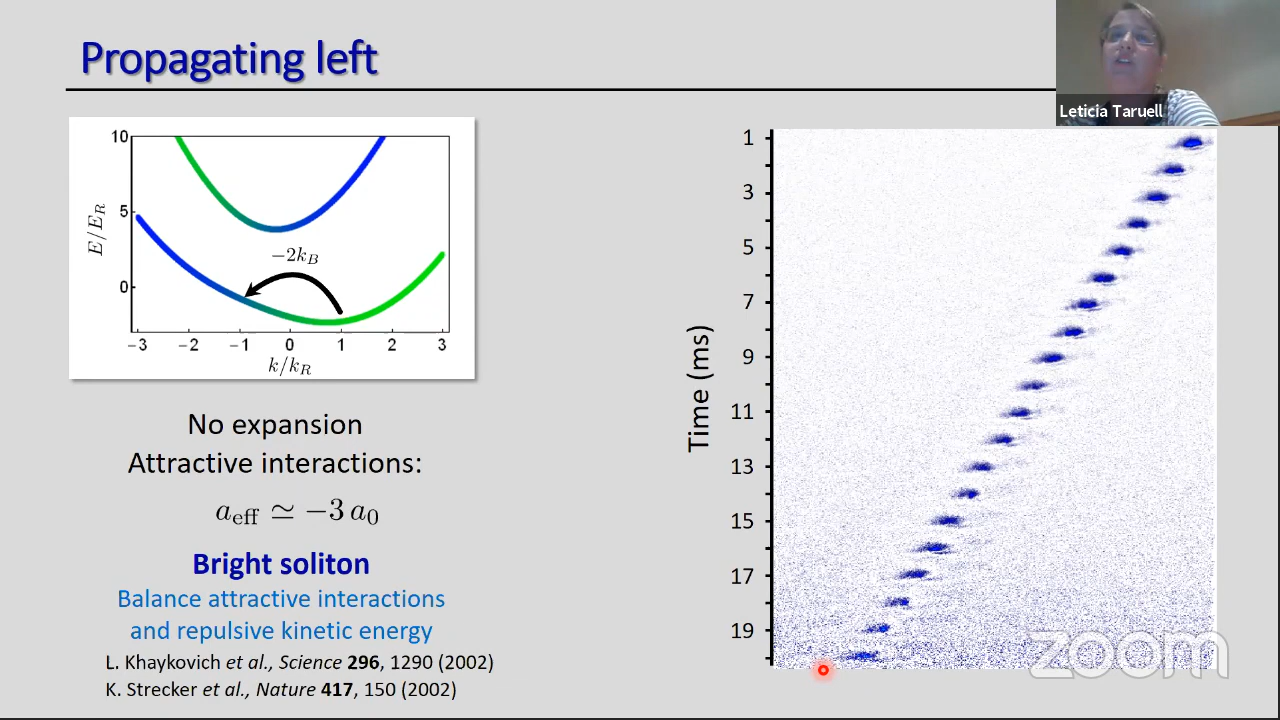 Propagating left
Leticia Taruell
10
5
0
E/E_R
−2k_B
−3 −2 −1 0 1 2 3
k/k_R
No expansion
Attractive interactions:
a_eff ≃ −3 a_0
Bright soliton
Balance attractive interactions
and repulsive kinetic energy
L. Khaykovich et al., Science 296, 1290 (2002)
K. Strecker et al., Nature 417, 150 (2002)
Time (ms)
1
3
5
7
9
11
13
15
17
19
zoom